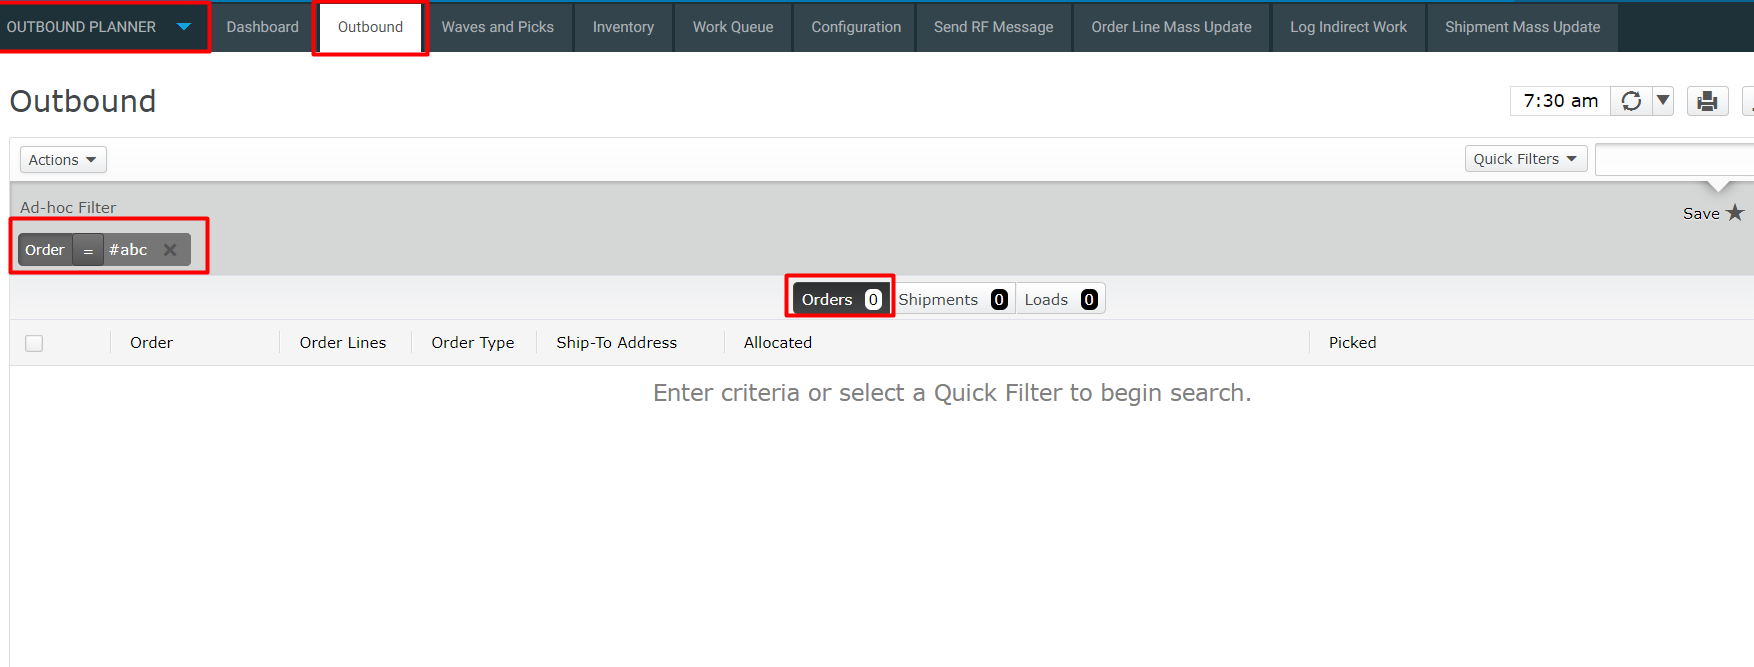 OUTBOUND PLANNER Dashboard Outbound Waves and Picks Inventory Work Queue Configuration Send RF Message Order Line Mass Update Log Indirect Work Shipment Mass Update
Outbound 7:30 am
Actions Quick Filters
Ad-hoc Filter Save
Order = #abc
Orders 0 Shipments 0 Loads 0
Order Order Lines Order Type Ship-To Address Allocated Picked
Enter criteria or select a Quick Filter to begin search.